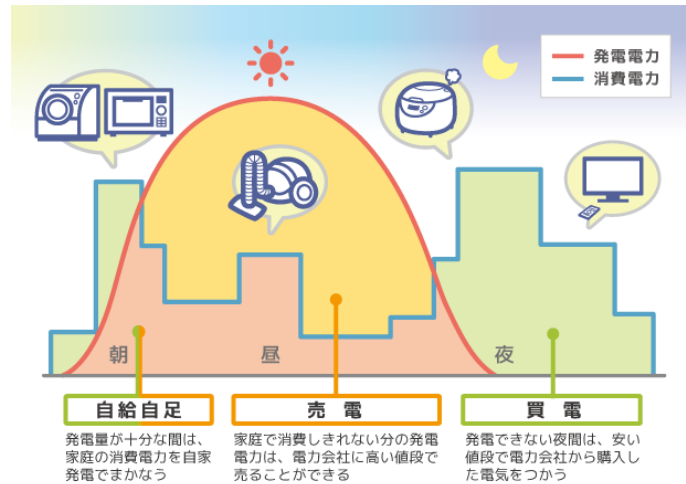 発電電力
消費電力
朝
昼
夜
自給自足
発電量が十分な間は、
家庭の消費電力を自家
発電でまかなう
売 電
家庭で消費しきれない分の発電
電力は、電力会社に高い値段で
売ることができる
買 電
発電できない夜間は、安い
値段で電力会社から購入し
た電気をつかう